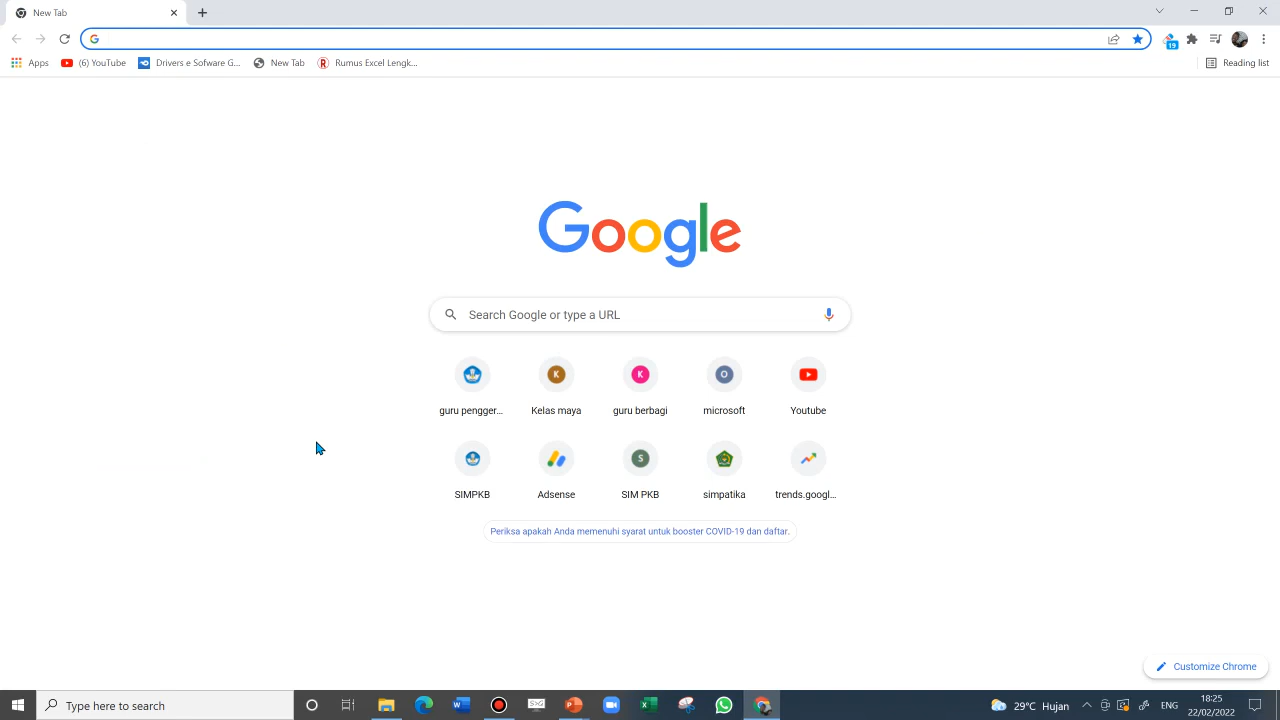 New Tab
Apps
(6) YouTube
Drivers e Sofware G...
New Tab
R
Rumus Excel Lengk...
19
Reading list
Google
Search Google or type a URL
guru pengger...
K
Kelas maya
K
guru berbagi
O
microsoft
Youtube
SIMPKB
Adsense
S
SIM PKB
simpatika
trends.googl...
Periksa apakah Anda memenuhi syarat untuk booster COVID-19 dan daftar.
Customize Chrome
Type here to search
29°C Hujan
ENG
18:25
22/02/2022